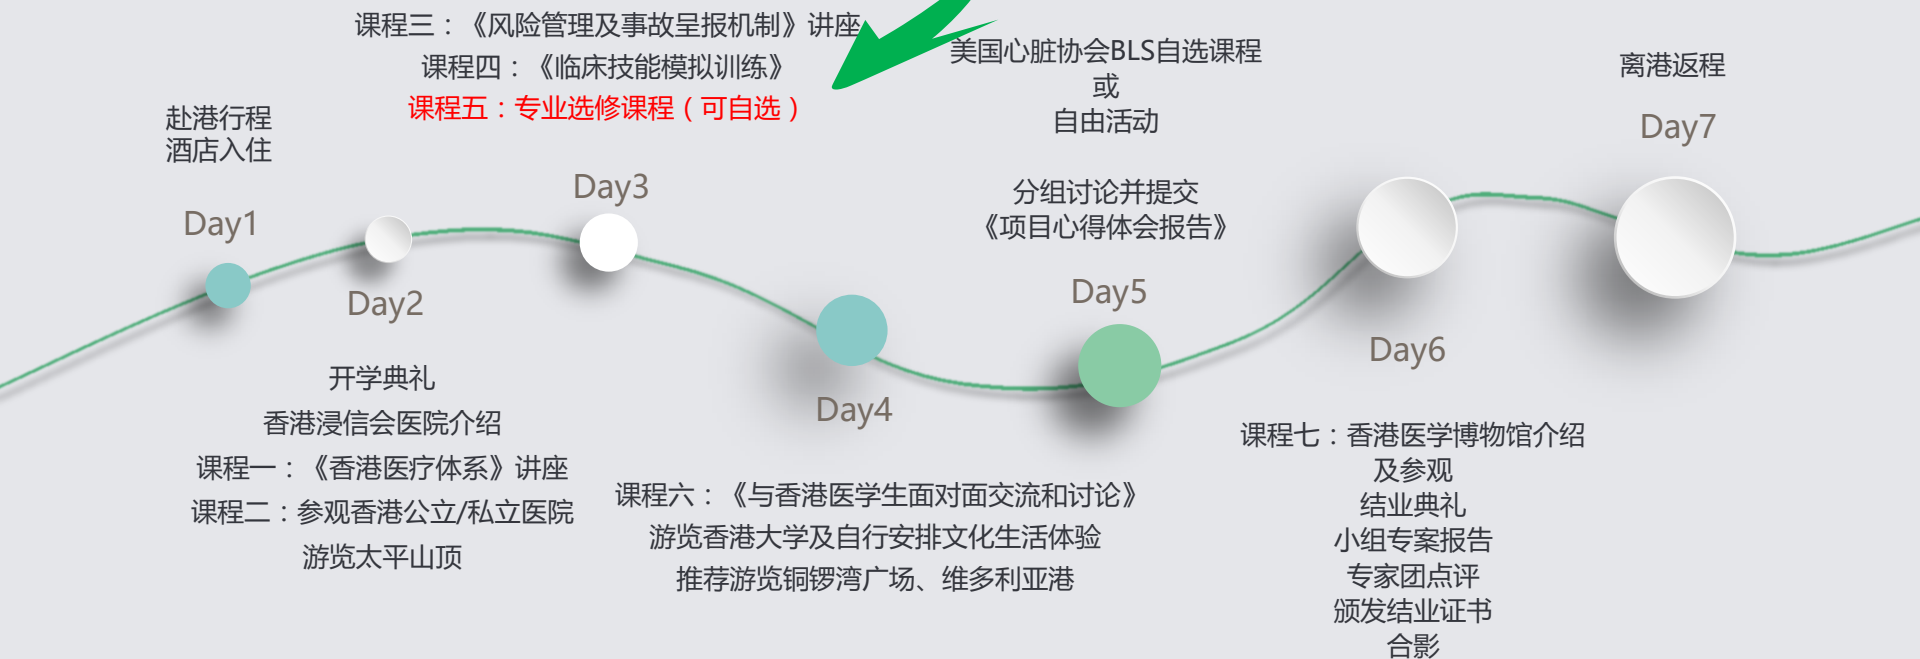 赴港行程
酒店入住
Day1
Day2
开学典礼
香港浸信会医院介绍
课程一：《香港医疗体系》讲座
课程二：参观香港公立/私立医院
游览太平山顶
课程三：《风险管理及事故呈报机制》讲座
课程四：《临床技能模拟训练》
课程五：专业选修课程（可自选）
Day3
Day4
课程六：《与香港医学生面对面交流和讨论》
游览香港大学及自行安排文化生活体验
推荐游览铜锣湾广场、维多利亚港
美国心脏协会BLS自选课程
或
自由活动
分组讨论并提交
《项目心得体会报告》
Day5
Day6
课程七：香港医学博物馆介绍
及参观
结业典礼
小组专案报告
专家团点评
颁发结业证书
合影
离港返程
Day7